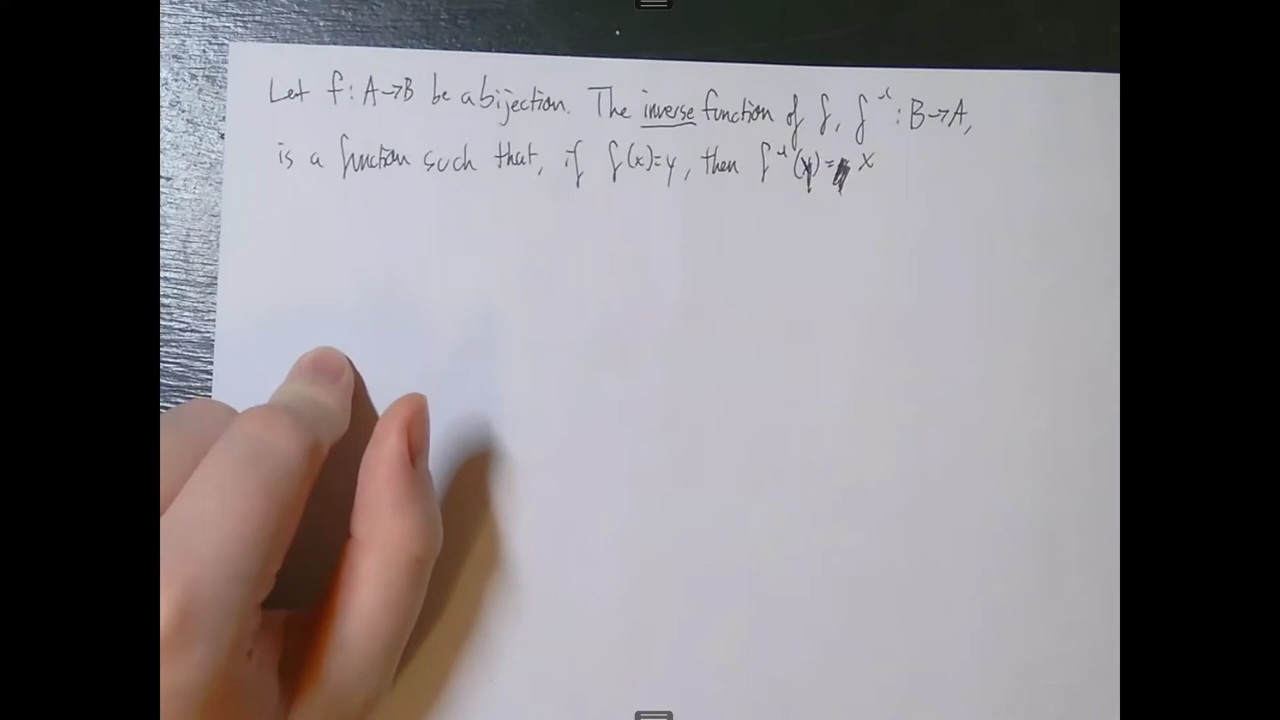 Let f: A→B be a bijection. The inverse function of f, f⁻¹: B→A,
is a function such that, if f(x)=y, then f⁻¹(y)= x